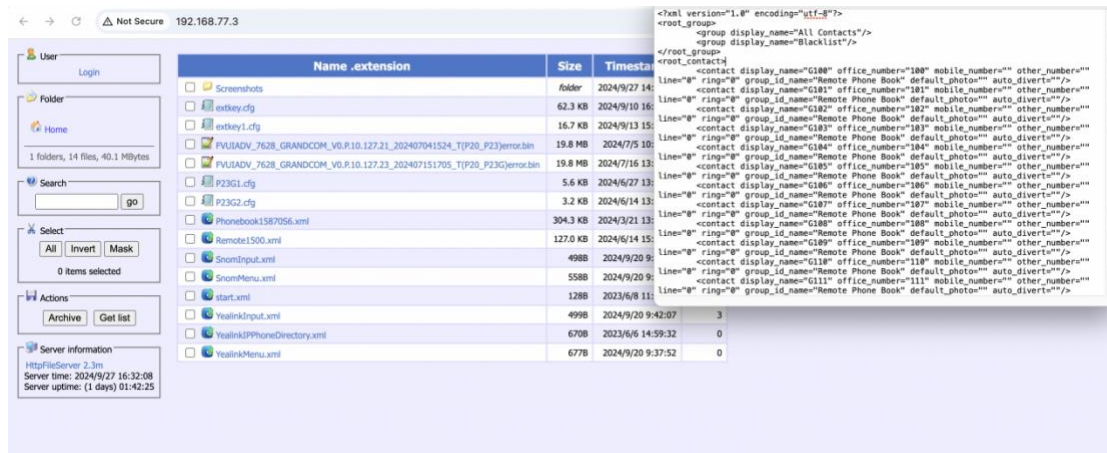 Not Secure 192.168.77.3
User
Login
Folder
Home
1 folders, 14 files, 40.1 MBytes
Search
go
Select
All Invert Mask
0 items selected
Actions
Archive Get list
Server information
HttpFileServer 2.3m
Server time: 2024/9/27 16:32:08
Server uptime: (1 days) 01:42:25
Name .extension Size Timesta
Screenshots folder 2024/9/27 14:
extkey.cfg 62.3 KB 2024/9/10 16:
extkey1.cfg 16.7 KB 2024/9/13 15:
FVUIADV_7628_GRANDCOM_V0.P.10.127.21_202407041524_T(P20_P23)error.bin 19.8 MB 2024/7/5 10:
FVUIADV_7628_GRANDCOM_V0.P.10.127.23_202407151705_T(P20_P23G)error.bin 19.8 MB 2024/7/16 13:
P23G1.cfg 5.6 KB 2024/6/27 13:
P23G2.cfg 3.2 KB 2024/6/14 13:
Phonebook1587056.xml 304.3 KB 2024/3/21 13:
Remote1500.xml 127.0 KB 2024/6/14 15:
SnomInput.xml 498B 2024/9/20 9:
SnomMenu.xml 558B 2024/9/20 9:
start.xml 128B 2023/6/8 11:
YealinkInput.xml 499B 2024/9/20 9:42:07 3
YealinkIPPhoneDirectory.xml 670B 2023/6/6 14:59:32 0
YealinkMenu.xml 677B 2024/9/20 9:37:52 0
<?xml version="1.0" encoding="utf-8"?>
<root_group>
<group display_name="All Contacts"/>
<group display_name="Blacklist"/>
</root_group>
<root_contact>
<contact display_name="G100" office_number="100" mobile_number="" other_number=""
line="0" ring="0" group_id_name="Remote Phone Book" default_photo="" auto_divert=""/>
<contact display_name="G101" office_number="101" mobile_number="" other_number=""
line="0" ring="0" group_id_name="Remote Phone Book" default_photo="" auto_divert=""/>
<contact display_name="G102" office_number="102" mobile_number="" other_number=""
line="0" ring="0" group_id_name="Remote Phone Book" default_photo="" auto_divert=""/>
<contact display_name="G103" office_number="103" mobile_number="" other_number=""
line="0" ring="0" group_id_name="Remote Phone Book" default_photo="" auto_divert=""/>
<contact display_name="G104" office_number="104" mobile_number="" other_number=""
line="0" ring="0" group_id_name="Remote Phone Book" default_photo="" auto_divert=""/>
<contact display_name="G105" office_number="105" mobile_number="" other_number=""
line="0" ring="0" group_id_name="Remote Phone Book" default_photo="" auto_divert=""/>
<contact display_name="G106" office_number="106" mobile_number="" other_number=""
line="0" ring="0" group_id_name="Remote Phone Book" default_photo="" auto_divert=""/>
<contact display_name="G107" office_number="107" mobile_number="" other_number=""
line="0" ring="0" group_id_name="Remote Phone Book" default_photo="" auto_divert=""/>
<contact display_name="G108" office_number="108" mobile_number="" other_number=""
line="0" ring="0" group_id_name="Remote Phone Book" default_photo="" auto_divert=""/>
<contact display_name="G109" office_number="109" mobile_number="" other_number=""
line="0" ring="0" group_id_name="Remote Phone Book" default_photo="" auto_divert=""/>
<contact display_name="G110" office_number="110" mobile_number="" other_number=""
line="0" ring="0" group_id_name="Remote Phone Book" default_photo="" auto_divert=""/>
<contact display_name="G111" office_number="111" mobile_number="" other_number=""
line="0" ring="0" group_id_name="Remote Phone Book" default_photo="" auto_divert=""/>